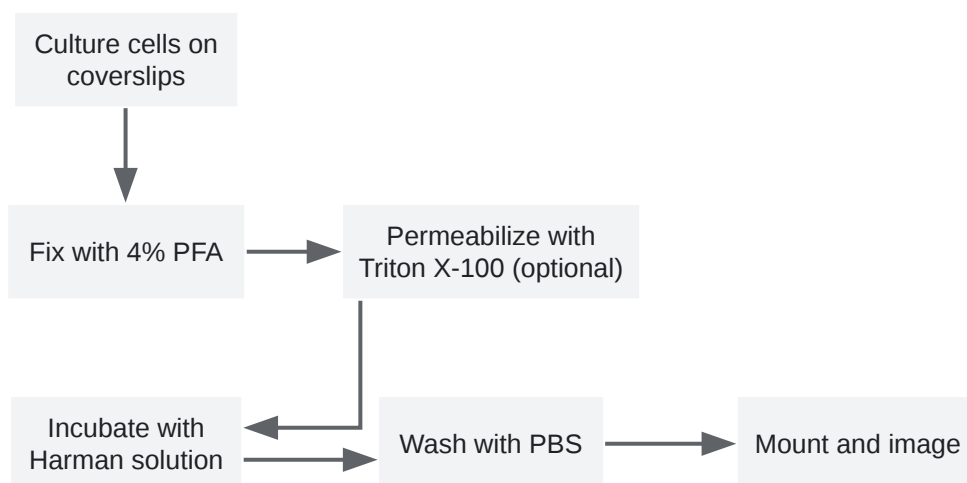 Culture cells on
coverslips
Fix with 4% PFA
Permeabilize with
Triton X-100 (optional)
Incubate with
Harman solution
Wash with PBS
Mount and image